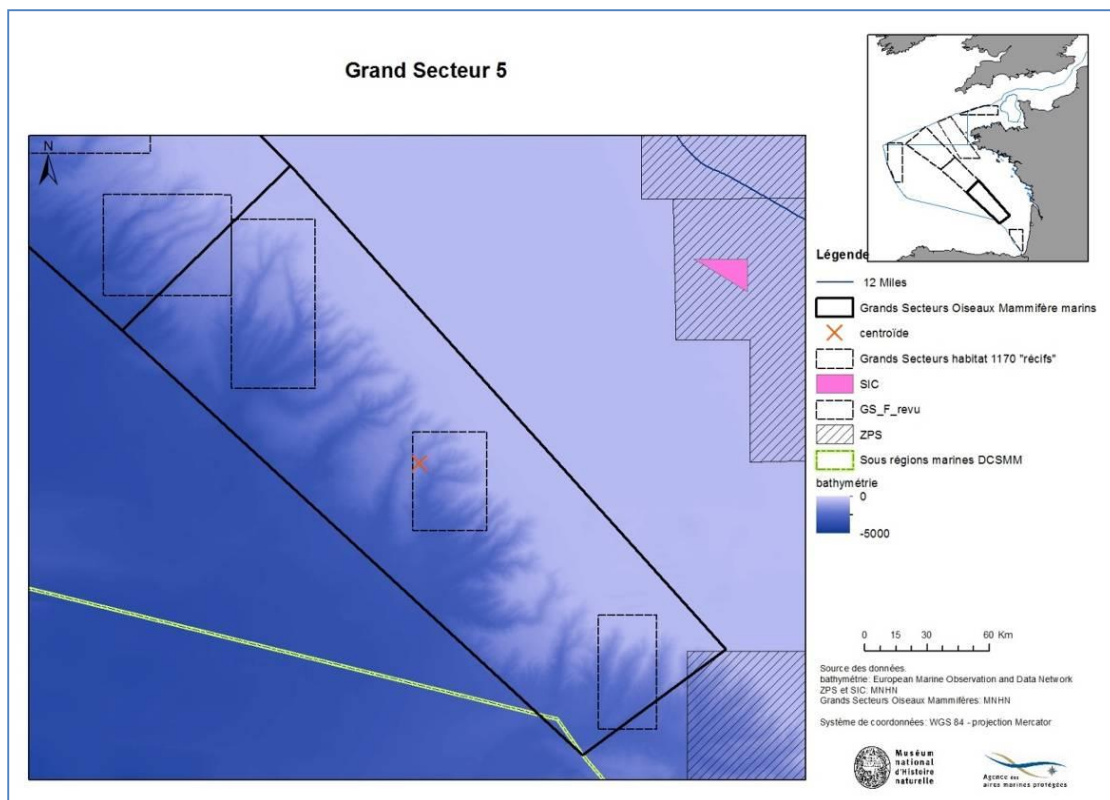 Grand Secteur 5
N
Légende
12 Miles
Grands Secteurs Oiseaux Mammifère marins
centroïde
Grands Secteurs habitat 1170 "récifs"
SIC
GS_F_revu
ZPS
Sous régions marines DCSMM
bathymétrie
0
-5000
0 15 30 60 Km
Source des données.
bathymétrie: European Marine Observation and Data Network
ZPS et SIC: MNHN
Grands Secteurs Oiseaux Mammifères: MNHN
Système de coordonnées: WGS 84 - projection Mercator
Muséum
national
d'Histoire
naturelle
Agence des
aires marines protégées